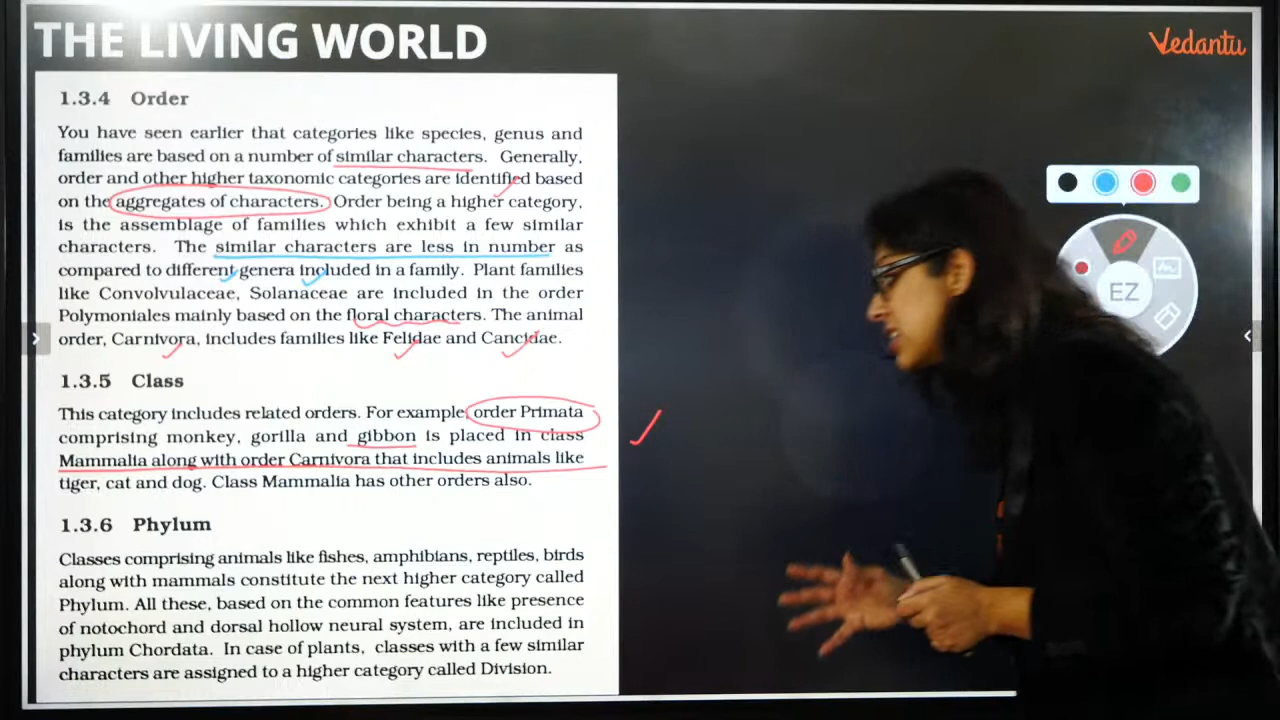 THE LIVING WORLD
Vedantu
1.3.4 Order
You have seen earlier that categories like species, genus and
families are based on a number of similar characters. Generally,
order and other higher taxonomic categories are identified based
on the aggregates of characters. Order being a higher category,
is the assemblage of families which exhibit a few similar
characters. The similar characters are less in number as
compared to different genera included in a family. Plant families
like Convolvulaceae, Solanaceae are included in the order
Polymoniales mainly based on the floral characters. The animal
order, Carnivora, includes families like Felidae and Cancidae.
1.3.5 Class
This category includes related orders. For example, order Primata
comprising monkey, gorilla and gibbon is placed in class
Mammalia along with order Carnivora that includes animals like
tiger, cat and dog. Class Mammalia has other orders also.
1.3.6 Phylum
Classes comprising animals like fishes, amphibians, reptiles, birds
along with mammals constitute the next higher category called
Phylum. All these, based on the common features like presence
of notochord and dorsal hollow neural system, are included in
phylum Chordata. In case of plants, classes with a few similar
characters are assigned to a higher category called Division.
EZ